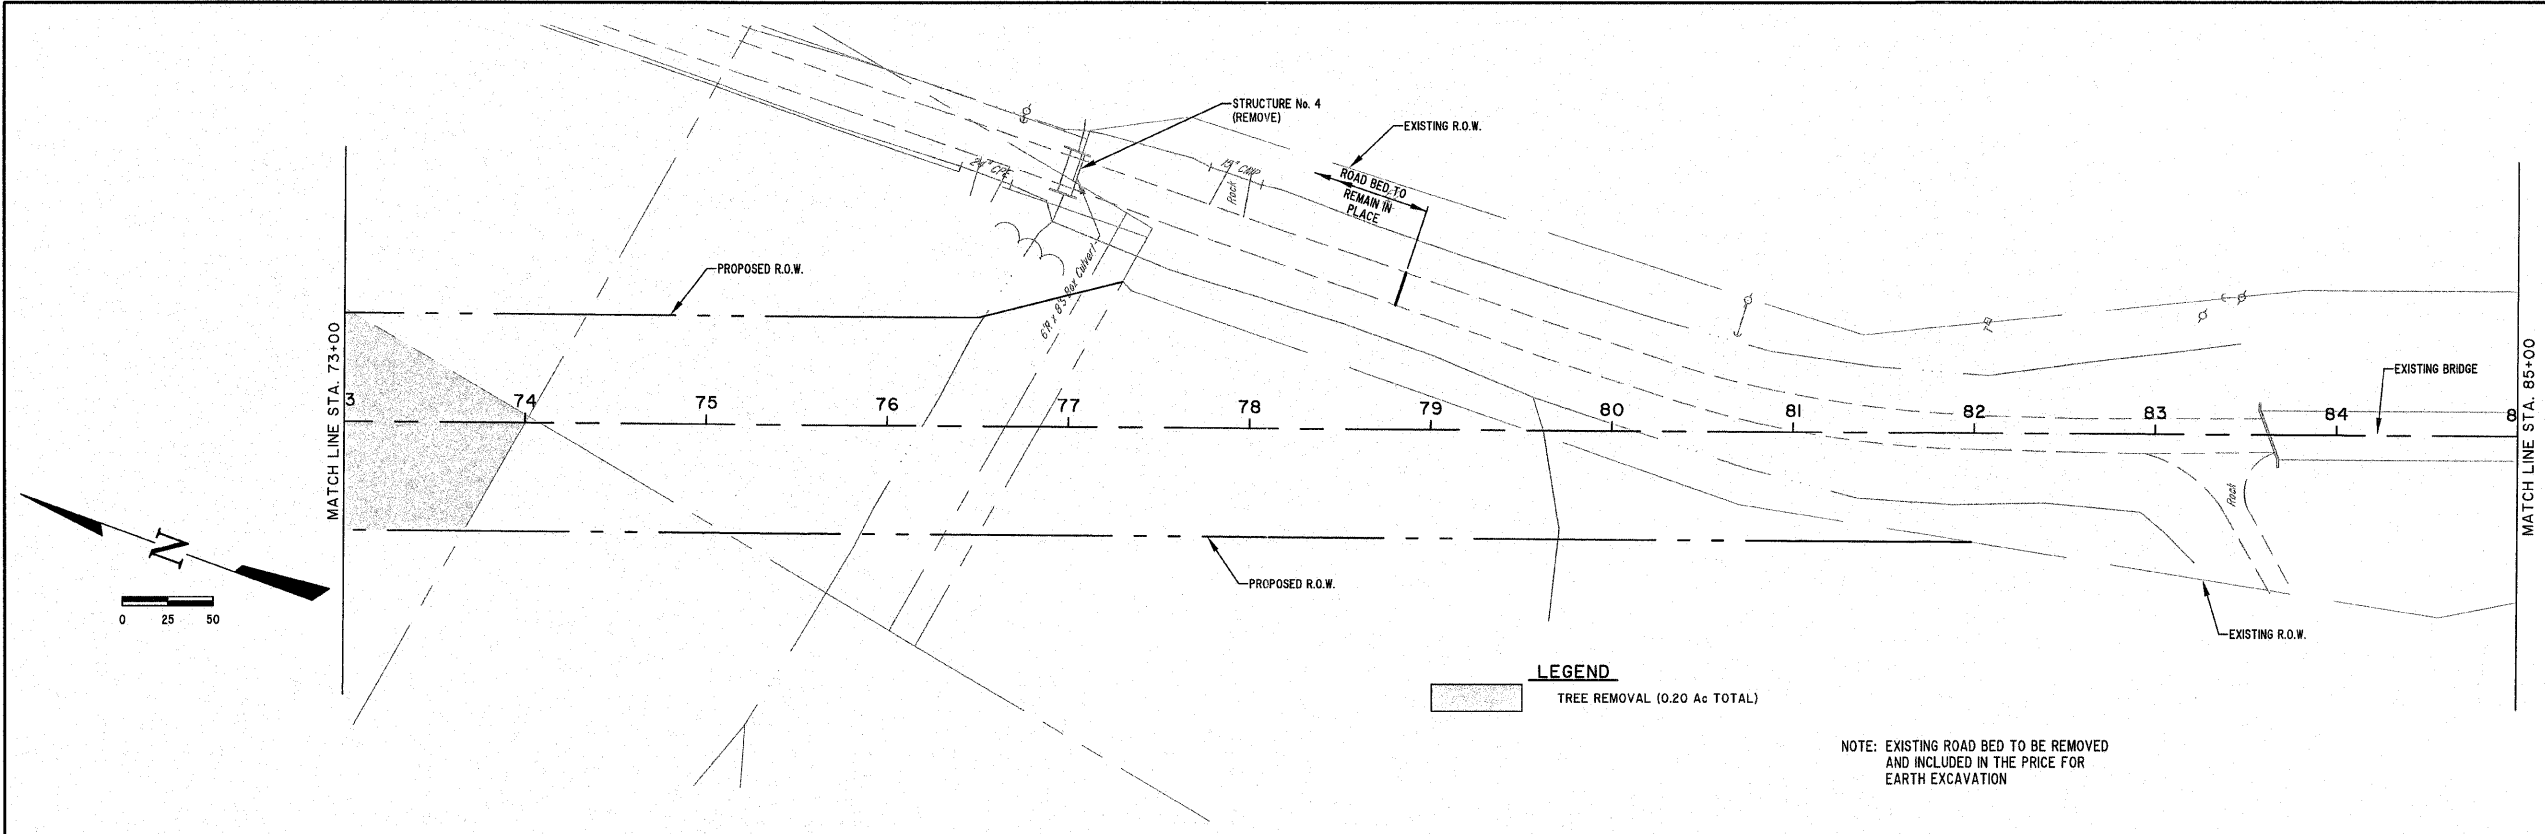 STRUCTURE No. 4
(REMOVE)
EXISTING R.O.W.
24" CPE
15" CMP
Rock
ROAD BED TO
REMAIN IN
PLACE
PROPOSED R.O.W.
Box Culvert
MATCH LINE STA. 73+00
3
74
75
76
77
78
79
80
81
82
83
84
8
EXISTING BRIDGE
MATCH LINE STA. 85+00
Rock
N
0 25 50
PROPOSED R.O.W.
EXISTING R.O.W.
LEGEND
TREE REMOVAL (0.20 Ac TOTAL)
NOTE: EXISTING ROAD BED TO BE REMOVED
AND INCLUDED IN THE PRICE FOR
EARTH EXCAVATION